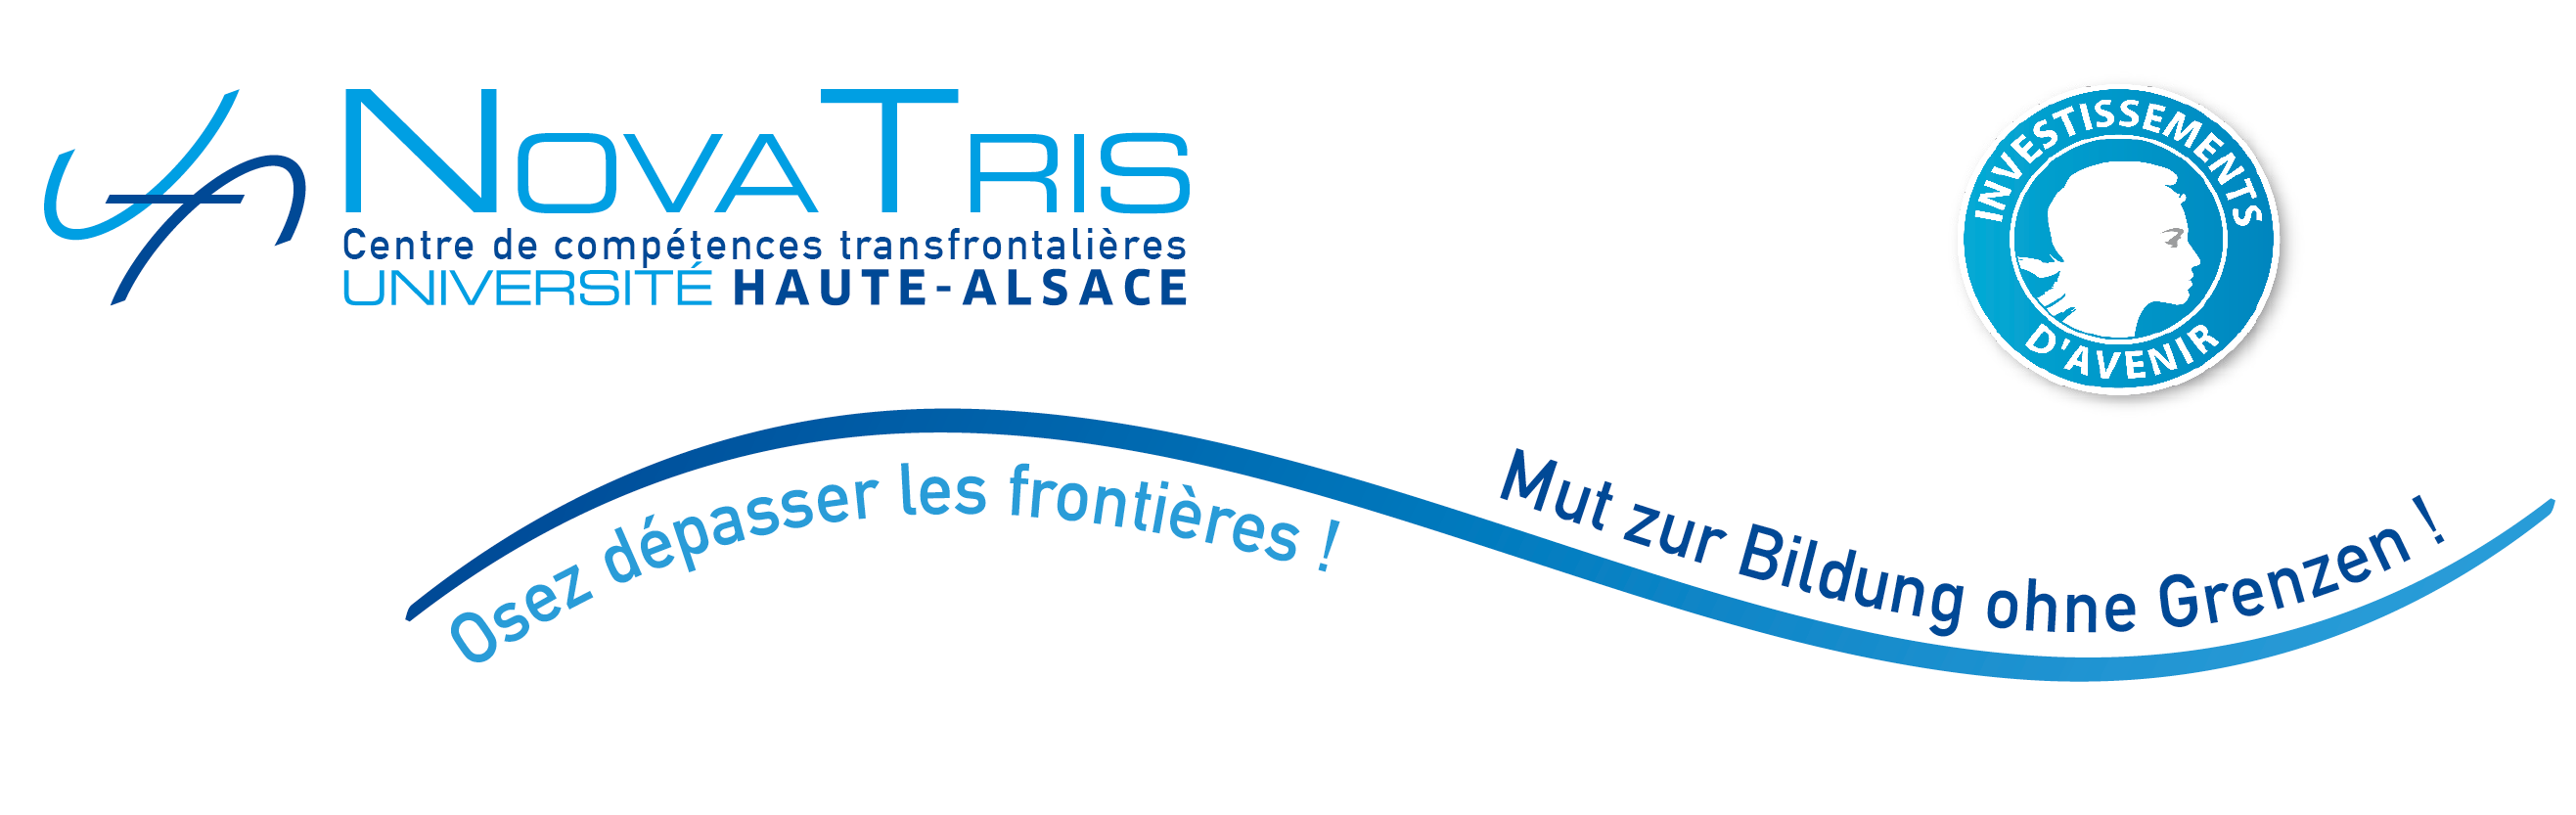 NOVATRIS
Centre de compétences transfrontalières
UNIVERSITÉ HAUTE-ALSACE
INVESTISSEMENTS
D'AVENIR
Osez dépasser les frontières !
Mut zur Bildung ohne Grenzen !